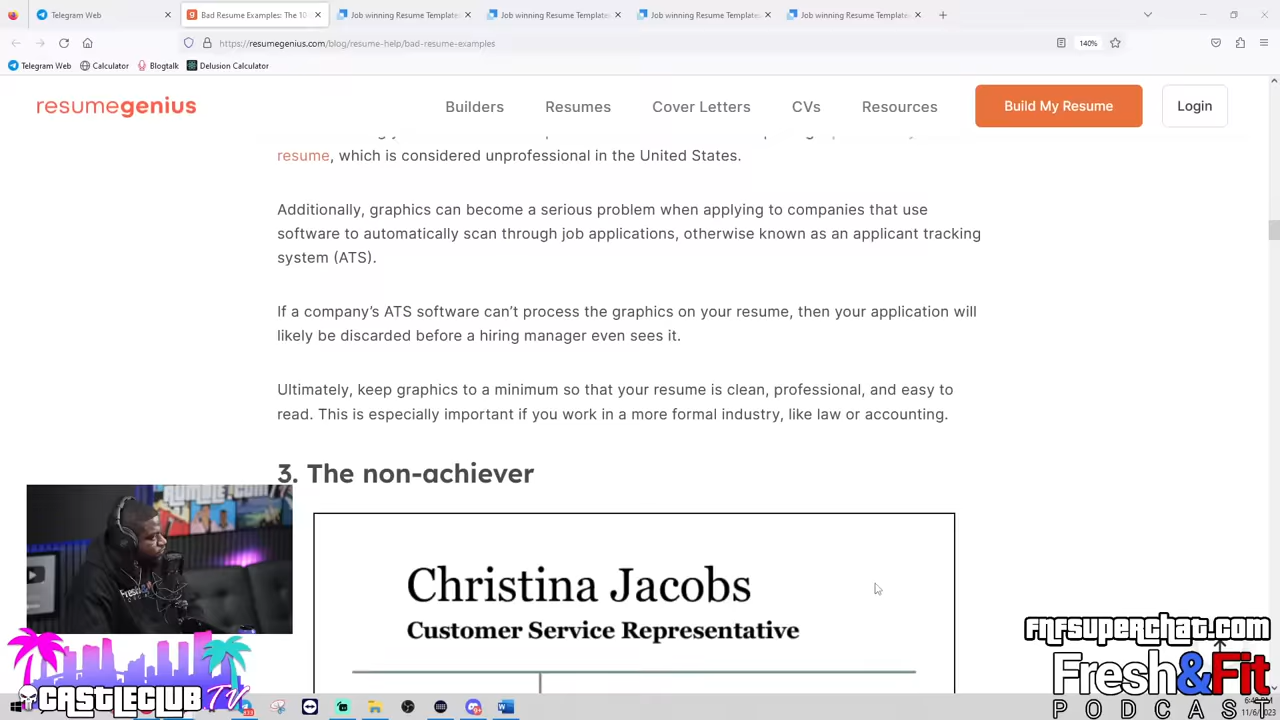 Telegram Web
Bad Resume Examples: The 10
Job winning Resume Templates
Job winning Resume Templates
Job winning Resume Templates
Job winning Resume Templates
https://resumegenius.com/blog/resume-help/bad-resume-examples
140%
Telegram Web
Calculator
Blogtalk
Delusion Calculator
resumegenius
Builders
Resumes
Cover Letters
CVs
Resources
Build My Resume
Login
resume, which is considered unprofessional in the United States.
Additionally, graphics can become a serious problem when applying to companies that use
software to automatically scan through job applications, otherwise known as an applicant tracking
system (ATS).
If a company's ATS software can't process the graphics on your resume, then your application will
likely be discarded before a hiring manager even sees it.
Ultimately, keep graphics to a minimum so that your resume is clean, professional, and easy to
read. This is especially important if you work in a more formal industry, like law or accounting.
3. The non-achiever
Christina Jacobs
Customer Service Representative
FNFSUPERCHAT.COM
Fresh&Fit
PODCAST
CASTLECLUB TV
11/6/2023